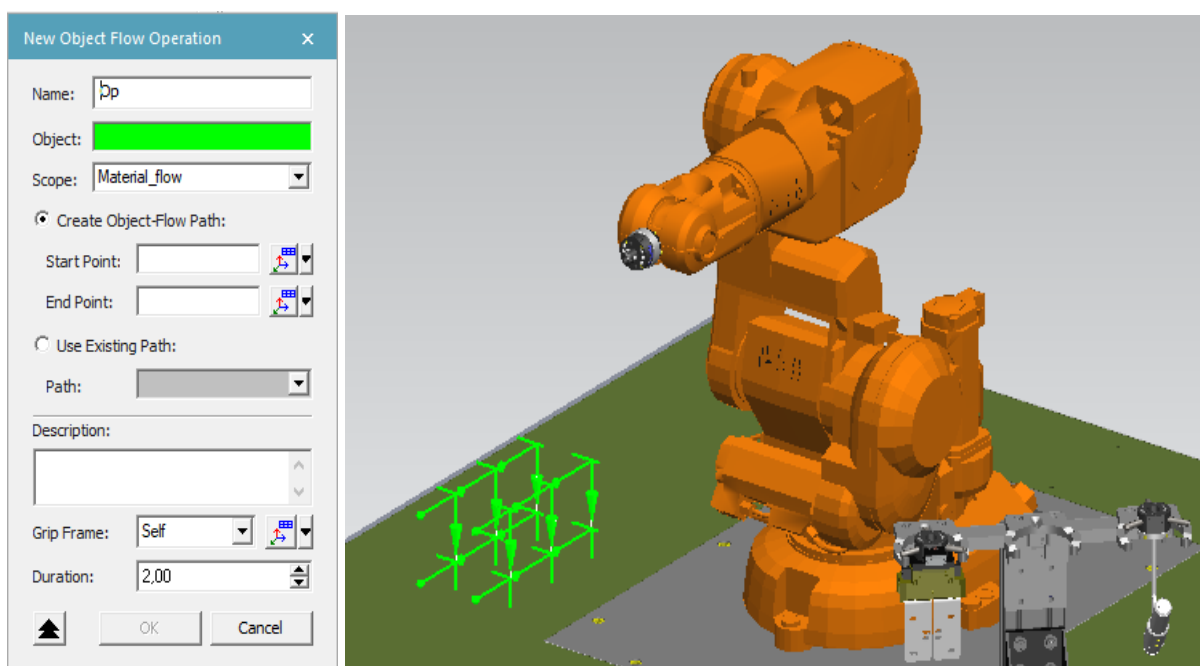 New Object Flow Operation
Name: Op
Object:
Scope: Material_flow
Create Object-Flow Path:
Start Point:
End Point:
Use Existing Path:
Path:
Description:
Grip Frame: Self
Duration: 2,00
OK Cancel